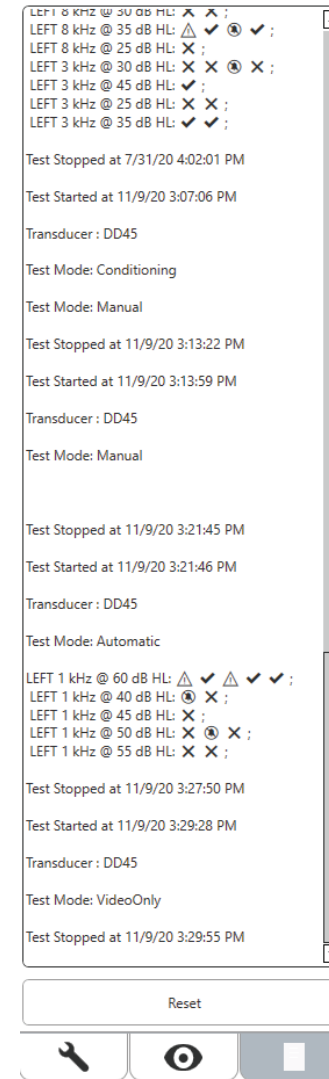 LEFT 8 kHz @ 30 dB HL: ✕ ✕ ;
LEFT 8 kHz @ 35 dB HL: ⚠ ✔ 🔕 ✔ ;
LEFT 8 kHz @ 25 dB HL: ✕ ;
LEFT 3 kHz @ 30 dB HL: ✕ ✕ 🔕 ✕ ;
LEFT 3 kHz @ 45 dB HL: ✔ ;
LEFT 3 kHz @ 25 dB HL: ✕ ✕ ;
LEFT 3 kHz @ 35 dB HL: ✔ ✔ ;
Test Stopped at 7/31/20 4:02:01 PM
Test Started at 11/9/20 3:07:06 PM
Transducer : DD45
Test Mode: Conditioning
Test Mode: Manual
Test Stopped at 11/9/20 3:13:22 PM
Test Started at 11/9/20 3:13:59 PM
Transducer : DD45
Test Mode: Manual
Test Stopped at 11/9/20 3:21:45 PM
Test Started at 11/9/20 3:21:46 PM
Transducer : DD45
Test Mode: Automatic
LEFT 1 kHz @ 60 dB HL: ⚠ ✔ ⚠ ✔ ✔ ;
LEFT 1 kHz @ 40 dB HL: 🔕 ✕ ;
LEFT 1 kHz @ 45 dB HL: ✕ ;
LEFT 1 kHz @ 50 dB HL: ✕ 🔕 ✕ ;
LEFT 1 kHz @ 55 dB HL: ✕ ✕ ;
Test Stopped at 11/9/20 3:27:50 PM
Test Started at 11/9/20 3:29:28 PM
Transducer : DD45
Test Mode: VideoOnly
Test Stopped at 11/9/20 3:29:55 PM
Reset